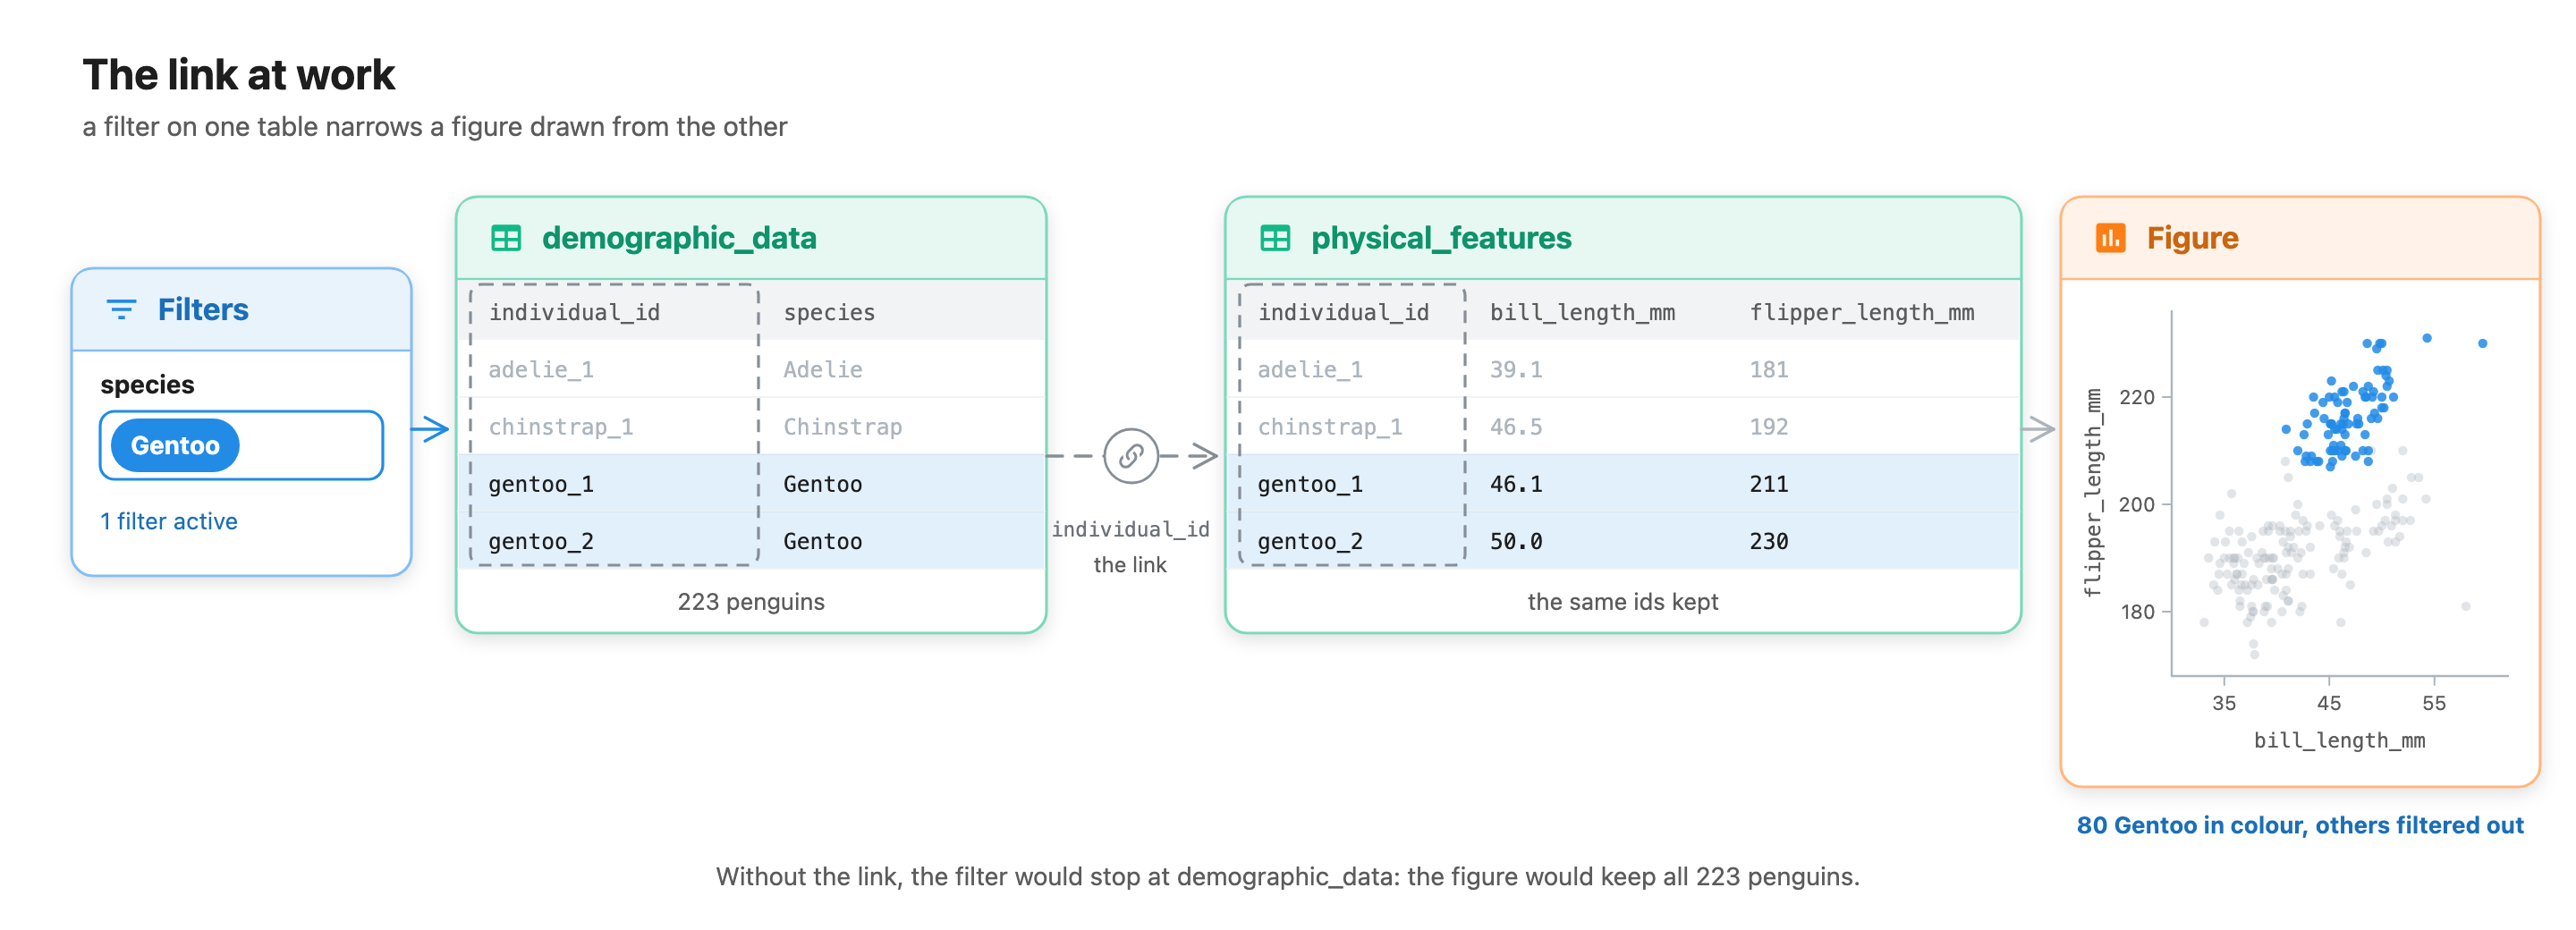 The link at work
a filter on one table narrows a figure drawn from the other
Filters
species
Gentoo
1 filter active
demographic_data
individual_id species
adelie_1 Adelie
chinstrap_1 Chinstrap
gentoo_1 Gentoo
gentoo_2 Gentoo
223 penguins
individual_id
the link
physical_features
individual_id bill_length_mm flipper_length_mm
adelie_1 39.1 181
chinstrap_1 46.5 192
gentoo_1 46.1 211
gentoo_2 50.0 230
the same ids kept
Figure
flipper_length_mm
220
200
180
35 45 55
bill_length_mm
80 Gentoo in colour, others filtered out
Without the link, the filter would stop at demographic_data: the figure would keep all 223 penguins.